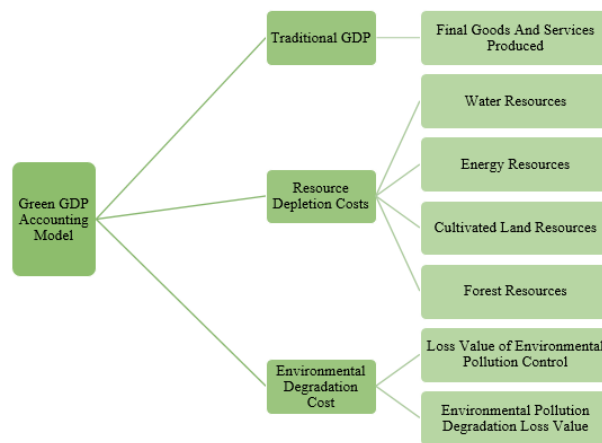 Green GDP
Accounting
Model
Traditional GDP
Final Goods And Services
Produced
Resource
Depletion Costs
Water Resources
Energy Resources
Cultivated Land Resources
Forest Resources
Environmental
Degradation
Cost
Loss Value of Environmental
Pollution Control
Environmental Pollution
Degradation Loss Value